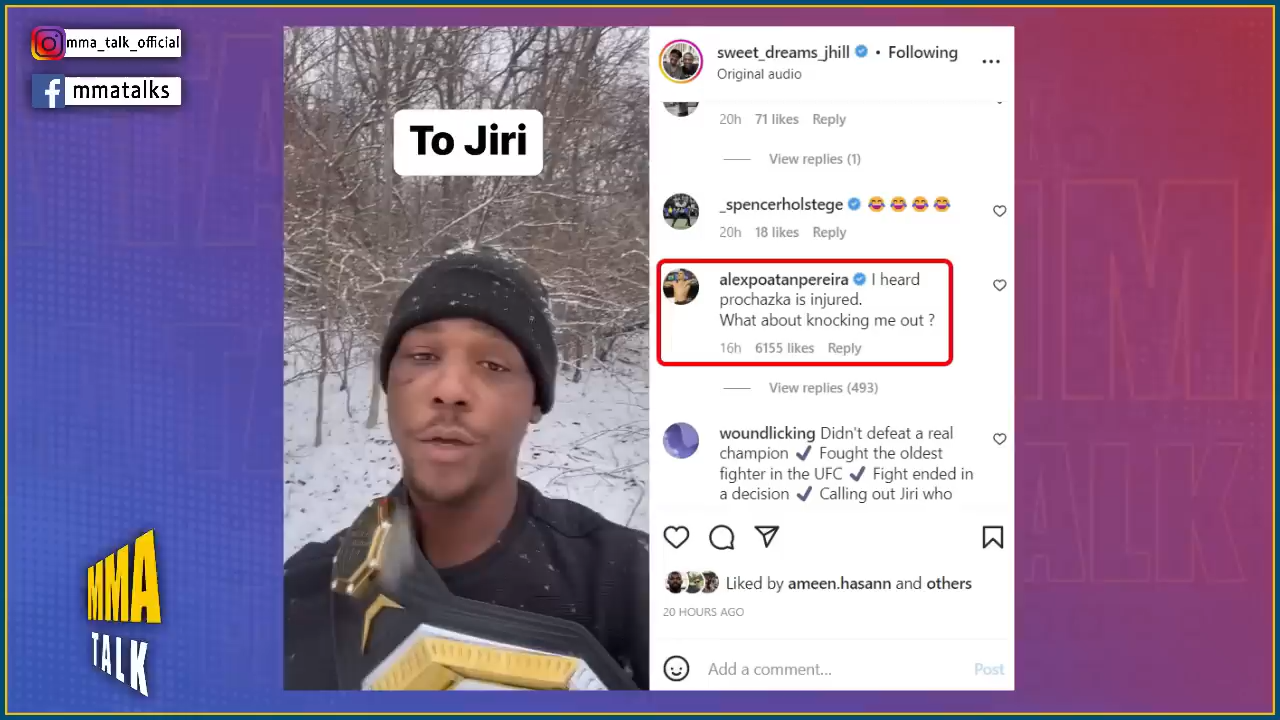 mma_talk_official
mmatalks
MMA
TALK
To Jiri
sweet_dreams_jhill • Following
Original audio
20h 71 likes Reply
View replies (1)
_spencerholstege 😂😂😂😂
20h 18 likes Reply
alexpoatanpereira I heard
prochazka is injured.
What about knocking me out ?
16h 6155 likes Reply
View replies (493)
woundlicking Didn't defeat a real
champion ✔ Fought the oldest
fighter in the UFC ✔ Fight ended in
a decision ✔ Calling out Jiri who
Liked by ameen.hasann and others
20 HOURS AGO
Add a comment... Post